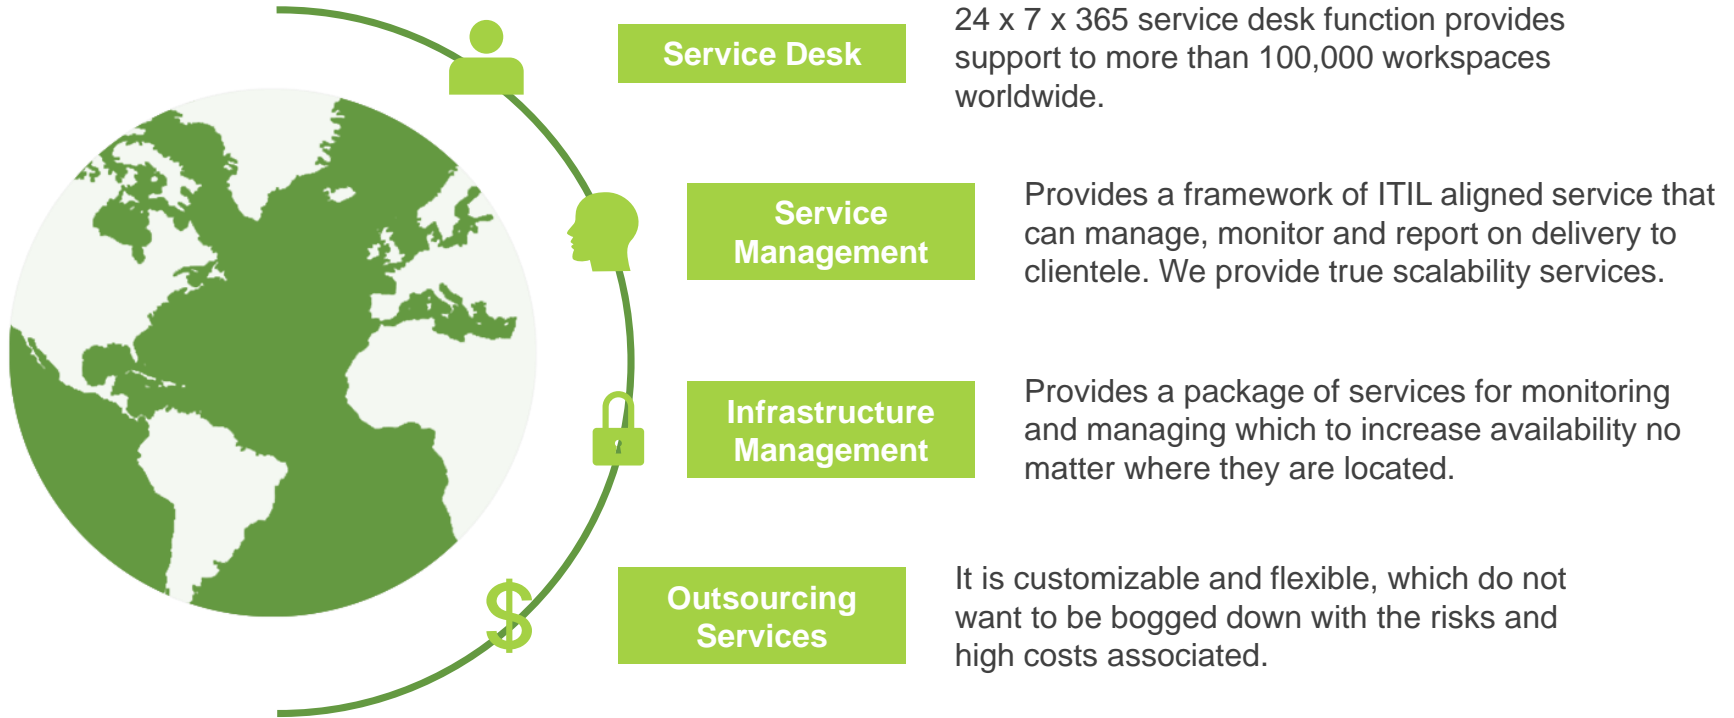 Service Desk
24 x 7 x 365 service desk function provides
support to more than 100,000 workspaces
worldwide.
Service
Management
Provides a framework of ITIL aligned service that
can manage, monitor and report on delivery to
clientele. We provide true scalability services.
Infrastructure
Management
Provides a package of services for monitoring
and managing which to increase availability no
matter where they are located.
Outsourcing
Services
It is customizable and flexible, which do not
want to be bogged down with the risks and
high costs associated.
$